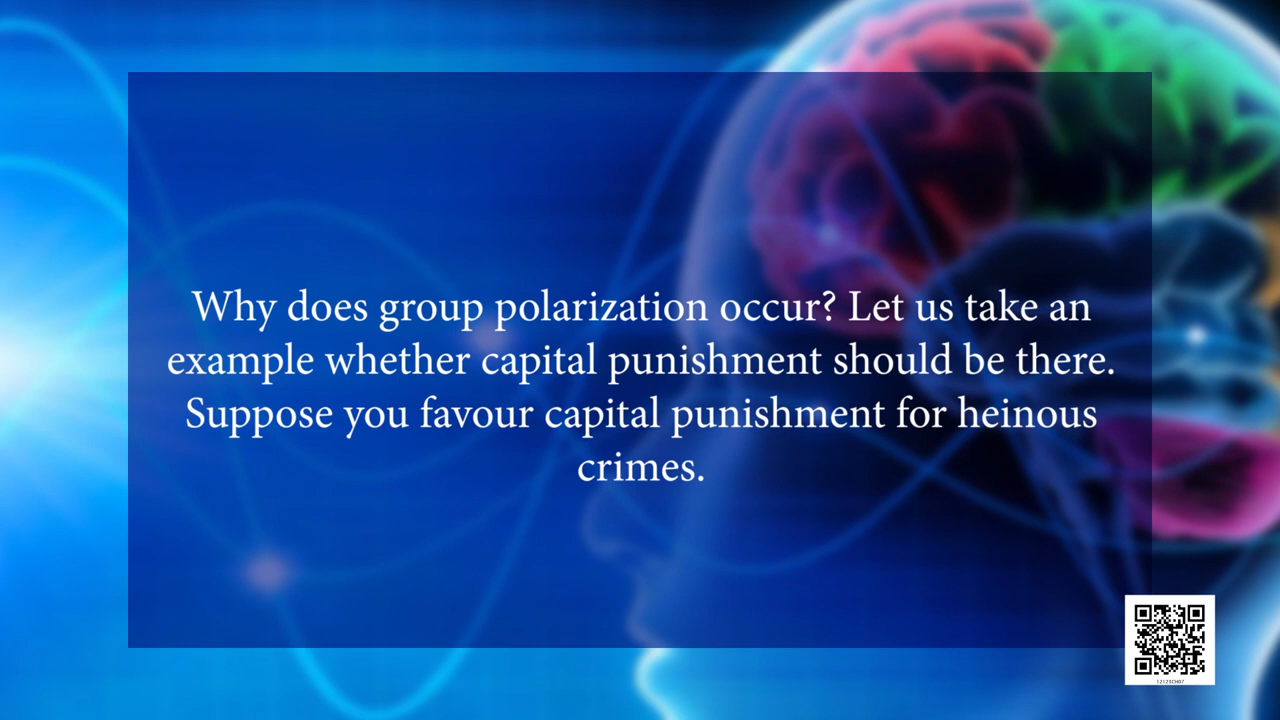 Why does group polarization occur? Let us take an
example whether capital punishment should be there.
Suppose you favour capital punishment for heinous
crimes.
12123CH07